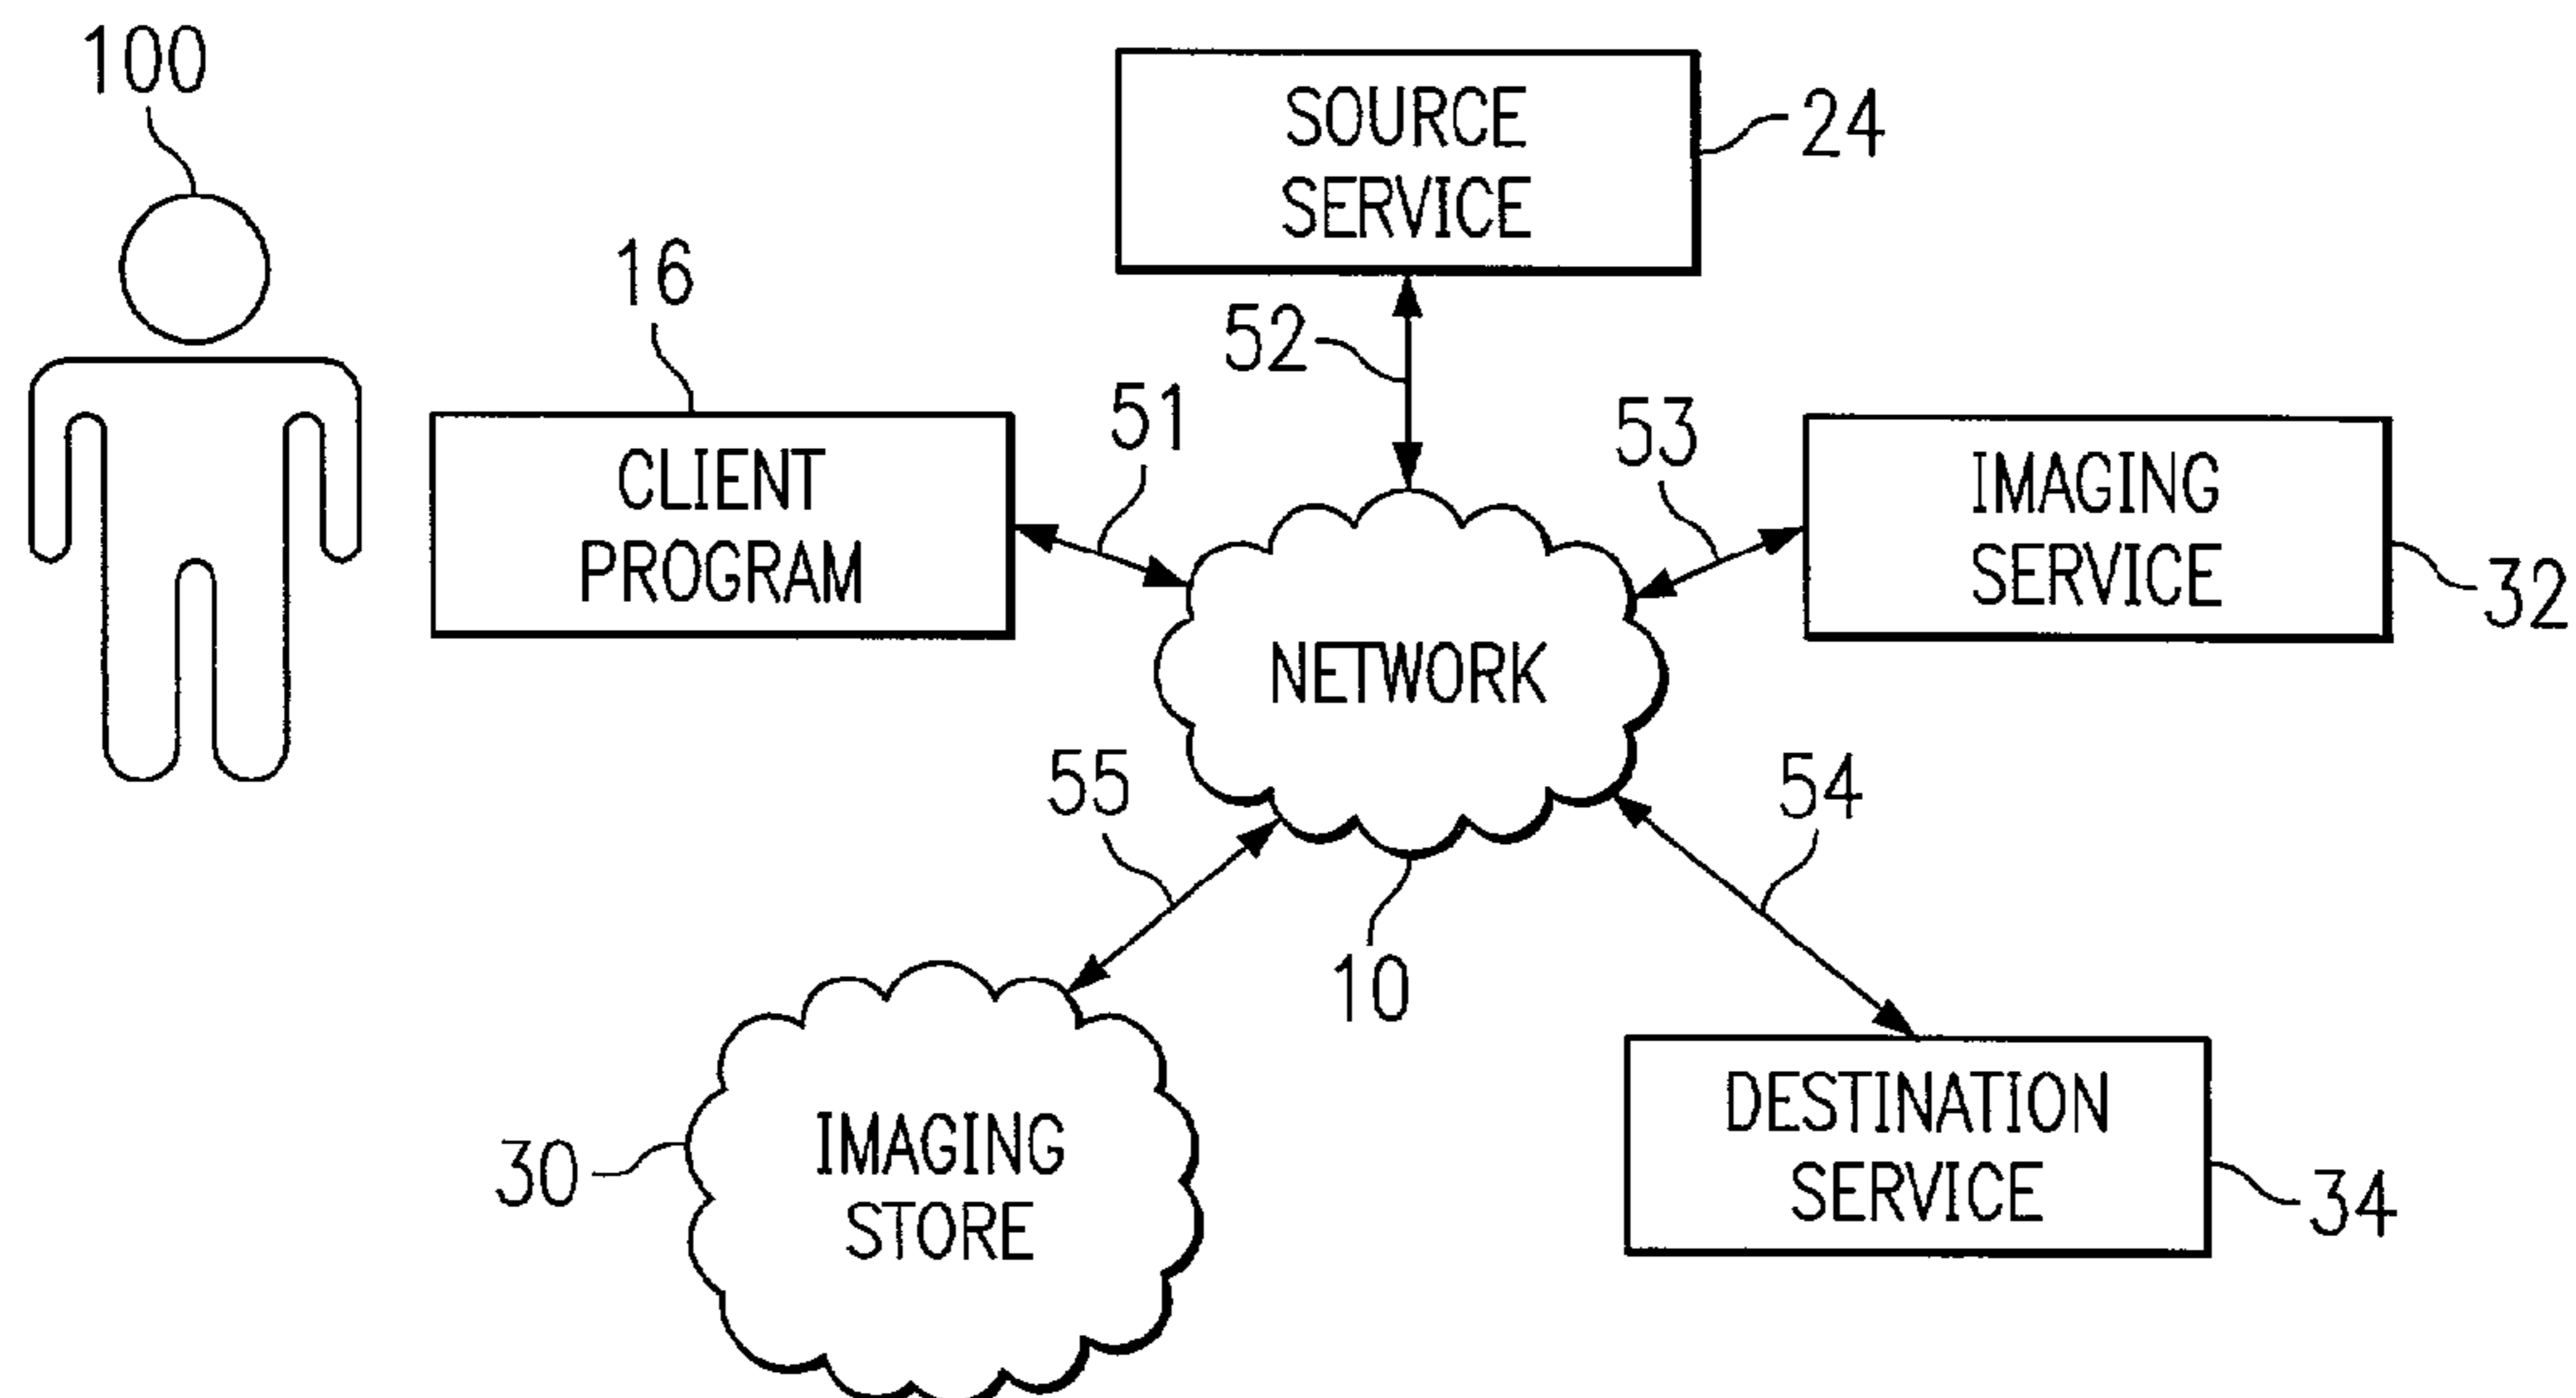 100
SOURCE
SERVICE
24
16
52
51
CLIENT
PROGRAM
53
IMAGING
SERVICE
32
NETWORK
55
54
10
30
IMAGING
STORE
DESTINATION
SERVICE
34